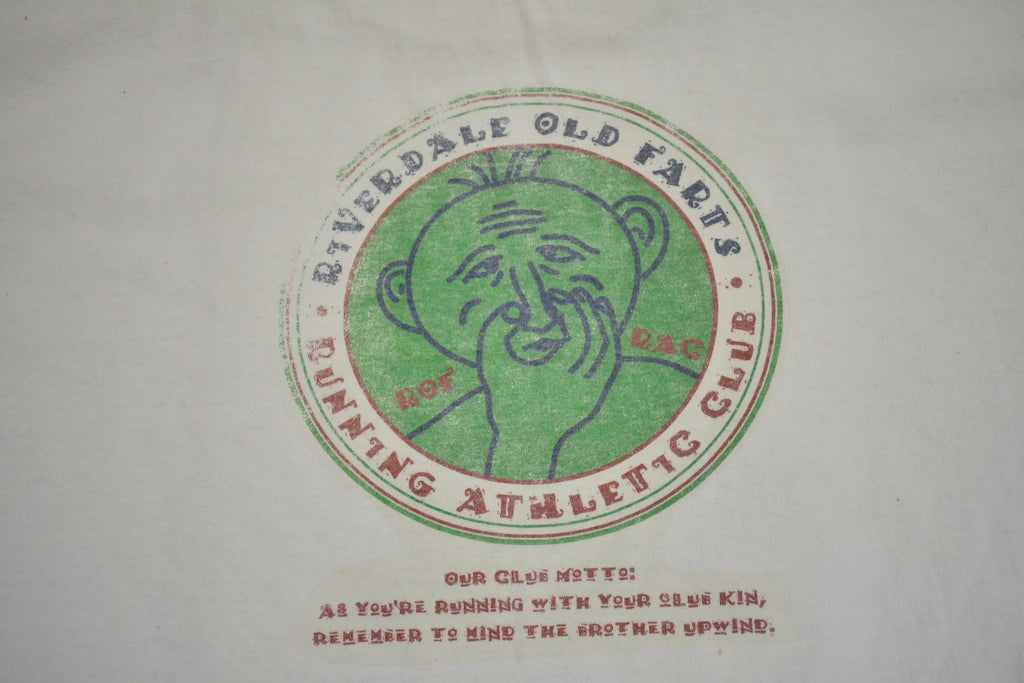 RIVERDALE OLD FARTS
• RUNNING ATHLETIC CLUB •
ROF
RAC
OUR CLUB MOTTO:
AS YOU'RE RUNNING WITH YOUR CLUB KIN,
REMEMBER TO MIND THE BROTHER UPWIND.